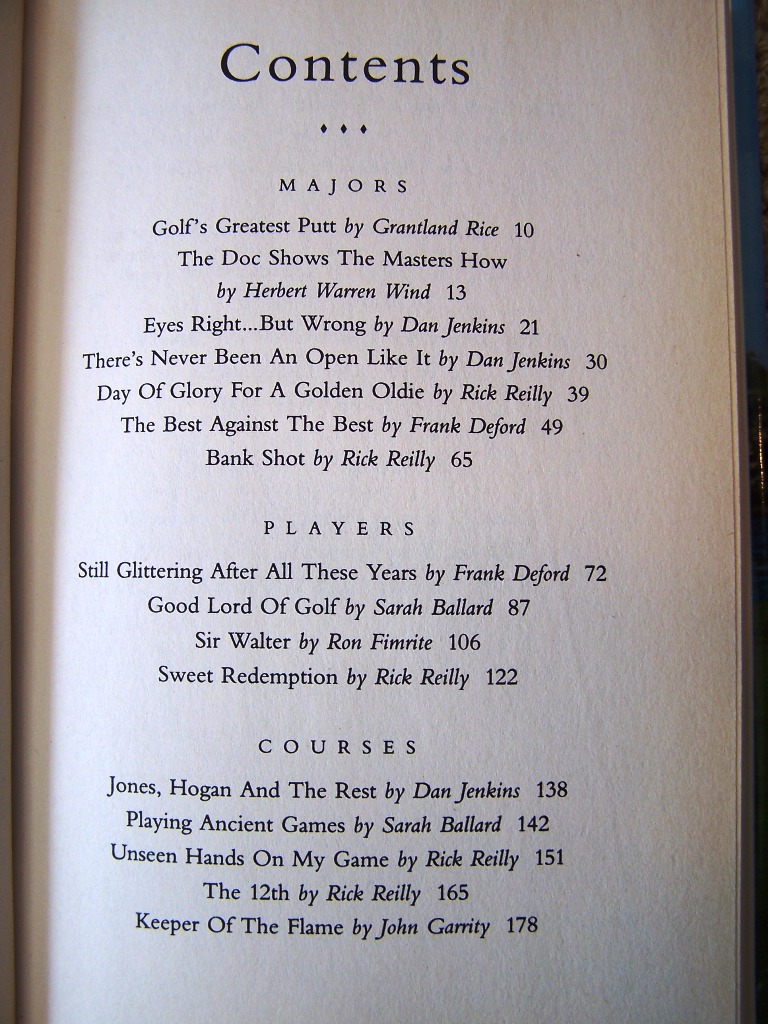 Contents
MAJORS
Golf's Greatest Putt by Grantland Rice 10
The Doc Shows The Masters How
by Herbert Warren Wind 13
Eyes Right...But Wrong by Dan Jenkins 21
There's Never Been An Open Like It by Dan Jenkins 30
Day Of Glory For A Golden Oldie by Rick Reilly 39
The Best Against The Best by Frank Deford 49
Bank Shot by Rick Reilly 65
PLAYERS
Still Glittering After All These Years by Frank Deford 72
Good Lord Of Golf by Sarah Ballard 87
Sir Walter by Ron Fimrite 106
Sweet Redemption by Rick Reilly 122
COURSES
Jones, Hogan And The Rest by Dan Jenkins 138
Playing Ancient Games by Sarah Ballard 142
Unseen Hands On My Game by Rick Reilly 151
The 12th by Rick Reilly 165
Keeper Of The Flame by John Garrity 178